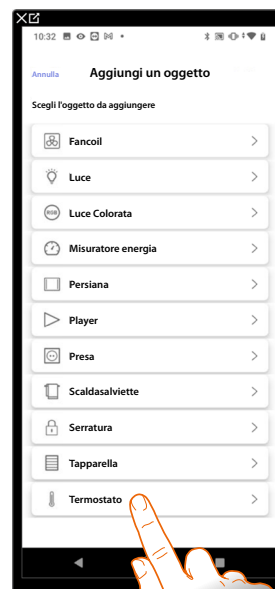 10:32
Annulla
Aggiungi un oggetto
Scegli l'oggetto da aggiungere
Fancoil
Luce
RGB
Luce Colorata
Misuratore energia
Persiana
Player
Presa
Scaldasalviette
Serratura
Tapparella
Termostato